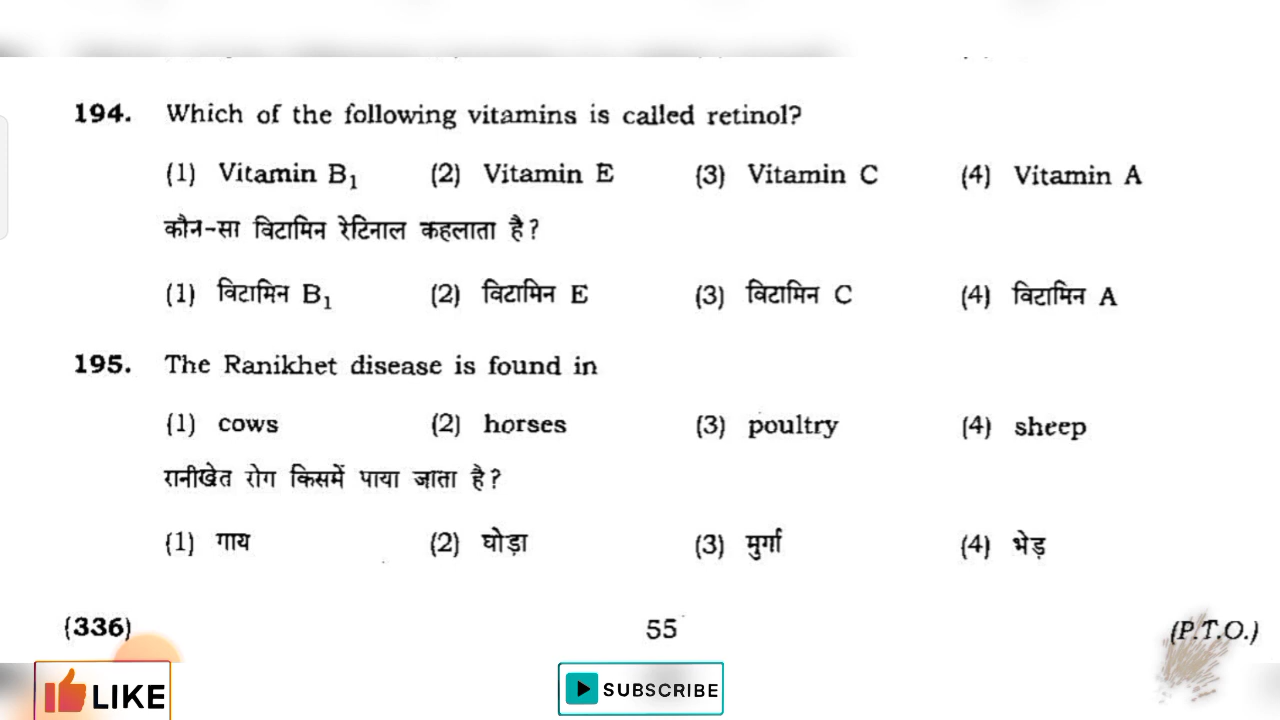 194. Which of the following vitamins is called retinol?
(1) Vitamin B₁ (2) Vitamin E (3) Vitamin C (4) Vitamin A
कौन-सा विटामिन रेटिनाल कहलाता है?
(1) विटामिन B₁ (2) विटामिन E (3) विटामिन C (4) विटामिन A
195. The Ranikhet disease is found in
(1) cows (2) horses (3) poultry (4) sheep
रानीखेत रोग किसमें पाया जाता है?
(1) गाय (2) घोड़ा (3) मुर्गा (4) भेड़
(336) 55 (P.T.O.)
LIKE SUBSCRIBE